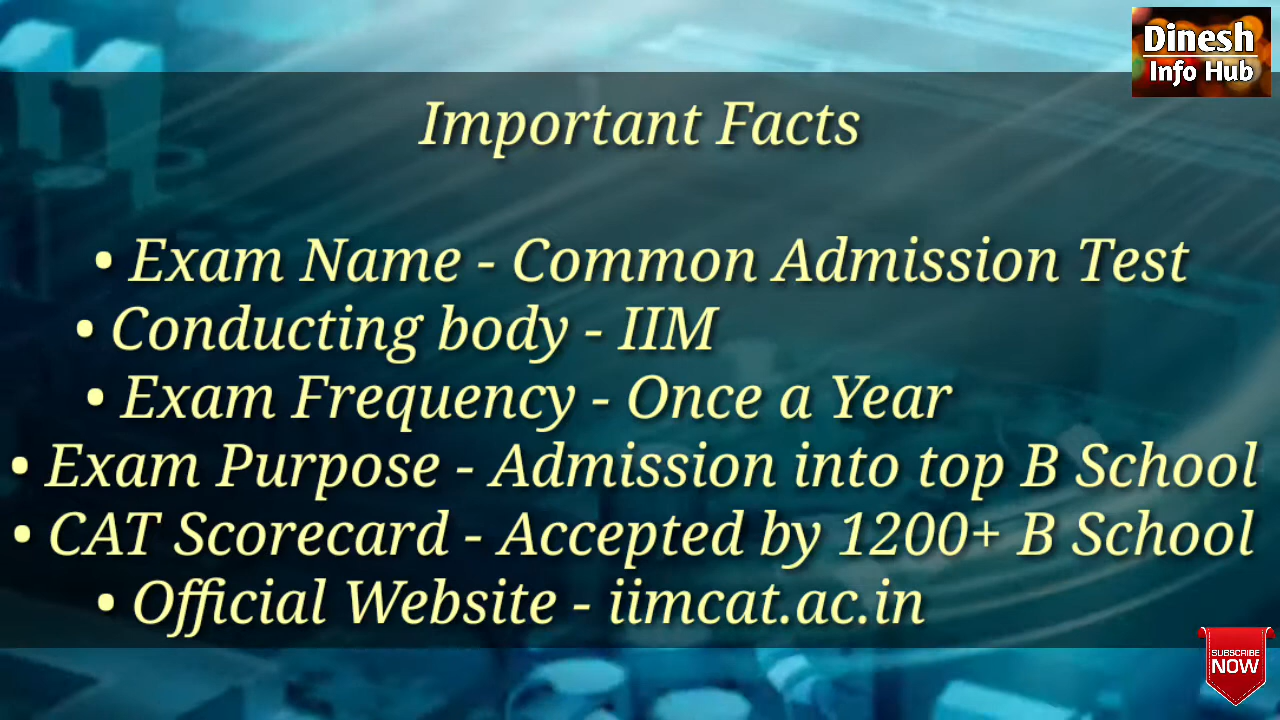 Dinesh
Info Hub
Important Facts
• Exam Name - Common Admission Test
• Conducting body - IIM
• Exam Frequency - Once a Year
• Exam Purpose - Admission into top B School
• CAT Scorecard - Accepted by 1200+ B School
• Official Website - iimcat.ac.in
SUBSCRIBE
NOW